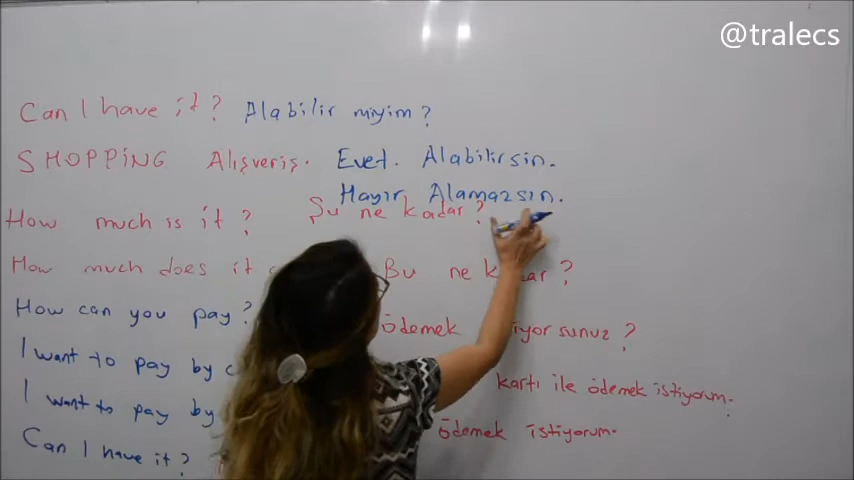 @tralecs
Can I have it? Alabilir miyim?
SHOPPING Alışveriş. Evet. Alabilirsin.
Hayır Alamazsın.
How much is it? Şu ne kadar?
How much does it Bu ne
How can you pay? ödemek
I want to pay by kartı ile ödemek istiyorum.
I want to pay by ödemek istiyorum.
Can I have it?